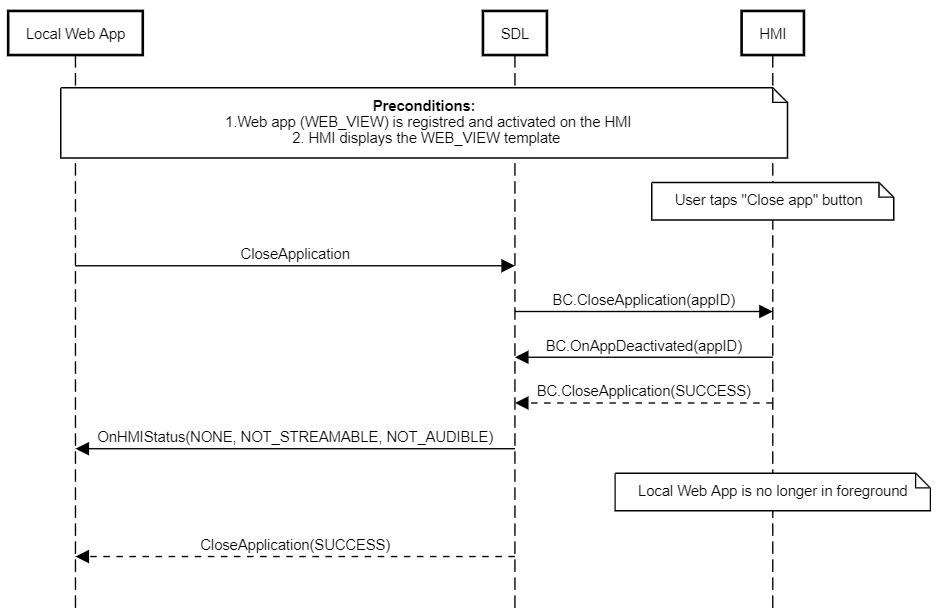 Local Web App
SDL
HMI
Preconditions:
1.Web app (WEB_VIEW) is registred and activated on the HMI
2. HMI displays the WEB_VIEW template
User taps "Close app" button
CloseApplication
BC.CloseApplication(appID)
BC.OnAppDeactivated(appID)
BC.CloseApplication(SUCCESS)
OnHMIStatus(NONE, NOT_STREAMABLE, NOT_AUDIBLE)
Local Web App is no longer in foreground
CloseApplication(SUCCESS)